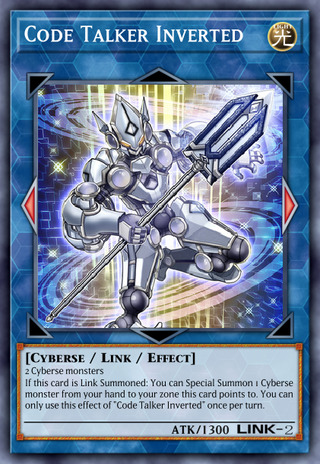 Code Talker Inverted
LIGHT
光
[Cyberse / Link / Effect]
2 Cyberse monsters
If this card is Link Summoned: You can Special Summon 1 Cyberse
monster from your hand to your zone this card points to. You can
only use this effect of "Code Talker Inverted" once per turn.
ATK/1300 LINK-2